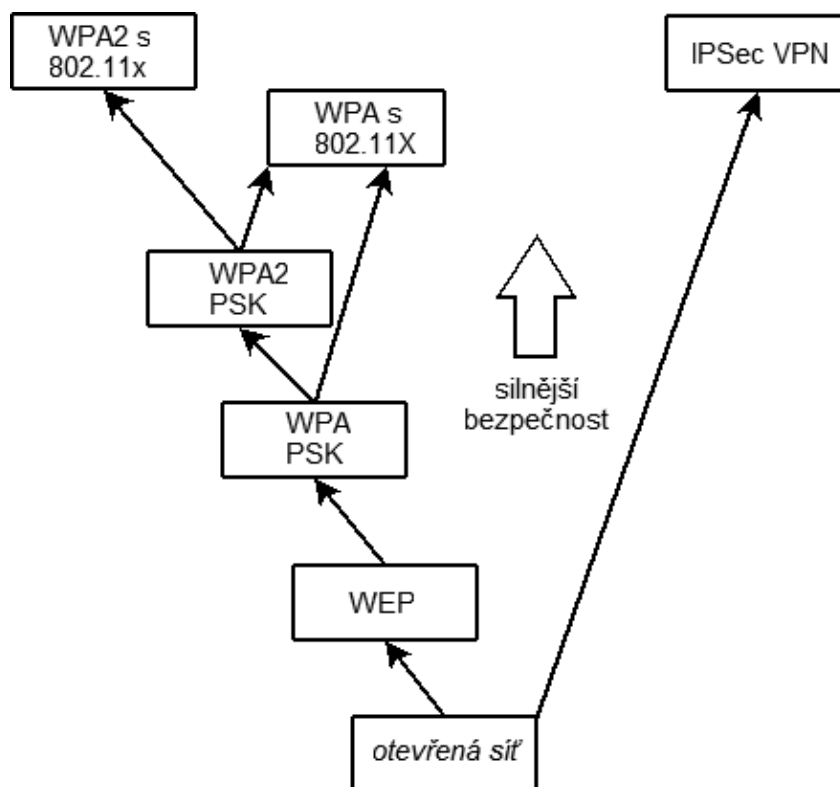 WPA2 s
802.11x
IPSec VPN
WPA s
802.11X
WPA2
PSK
silnější
bezpečnost
WPA
PSK
WEP
otevřená síť